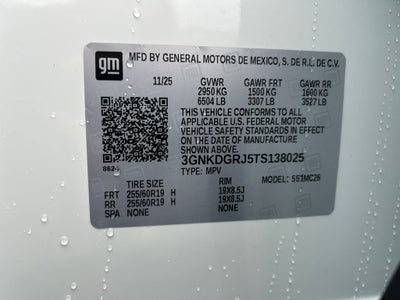 gm
MFD BY GENERAL MOTORS DE MEXICO, S. DE R.L. DE C.V.
11/25 GVWR GAWR FRT GAWR RR
2950 KG 1500 KG 1600 KG
6504 LB 3307 LB 3527 LB
THIS VEHICLE CONFORMS TO ALL
APPLICABLE U.S. FEDERAL MOTOR
VEHICLE SAFETY STANDARDS IN
EFFECT ON THE DATE OF
MANUFACTURE SHOWN ABOVE.
3GNKDGRJ5TS138025
TYPE: MPV MODEL: 551MC26
TIRE SIZE RIM
FRT 255/60R19 H 19X8.5J
RR 255/60R19 H 19X8.5J
SPA NONE NONE